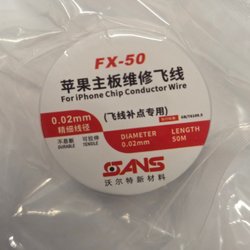 FX-50
苹果主板维修飞线
For iPhone Chip Conductor Wire
(飞线补点专用)
0.02mm
精细线径
不易断 可拉伸
DURABLE TENSILE
DIAMETER LENGTH
0.02mm 50M
SANS
沃尔特新材料